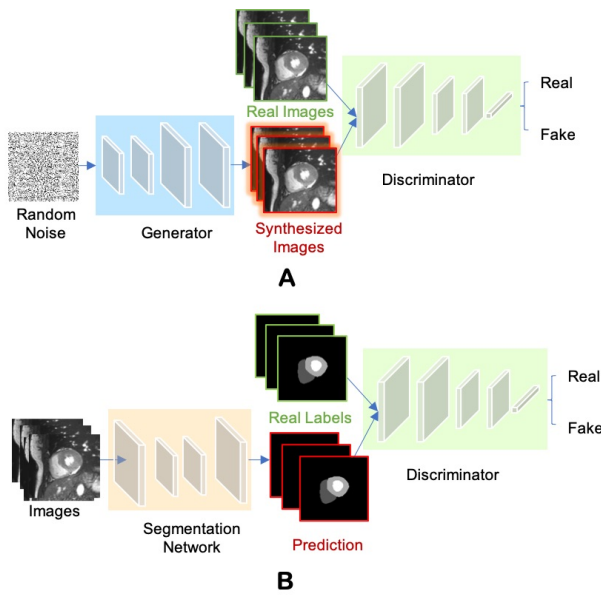 Real Images
Real
Fake
Discriminator
Random
Noise
Generator
Synthesized
Images
A
Real Labels
Real
Fake
Discriminator
Images
Segmentation
Network
Prediction
B